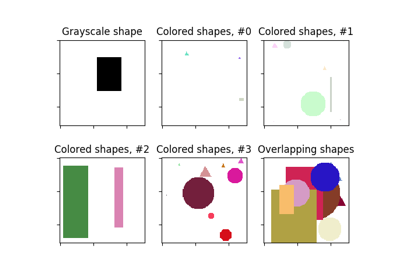 Grayscale shape
Colored shapes, #0
Colored shapes, #1
Colored shapes, #2
Colored shapes, #3
Overlapping shapes